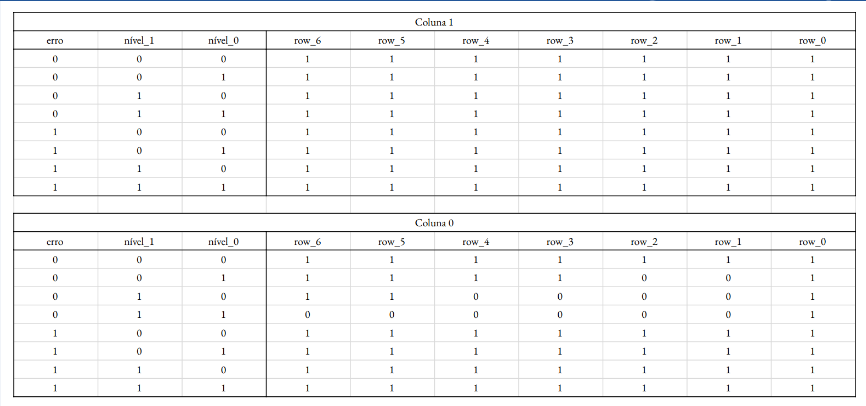 Coluna 1
erro nível_1 nível_0 row_6 row_5 row_4 row_3 row_2 row_1 row_0
0 0 0 1 1 1 1 1 1 1
0 0 1 1 1 1 1 1 1 1
0 1 0 1 1 1 1 1 1 1
0 1 1 1 1 1 1 1 1 1
1 0 0 1 1 1 1 1 1 1
1 0 1 1 1 1 1 1 1 1
1 1 0 1 1 1 1 1 1 1
1 1 1 1 1 1 1 1 1 1
Coluna 0
erro nível_1 nível_0 row_6 row_5 row_4 row_3 row_2 row_1 row_0
0 0 0 1 1 1 1 1 1 1
0 0 1 1 1 1 1 0 0 1
0 1 0 1 1 0 0 0 0 1
0 1 1 0 0 0 0 0 0 1
1 0 0 1 1 1 1 1 1 1
1 0 1 1 1 1 1 1 1 1
1 1 0 1 1 1 1 1 1 1
1 1 1 1 1 1 1 1 1 1